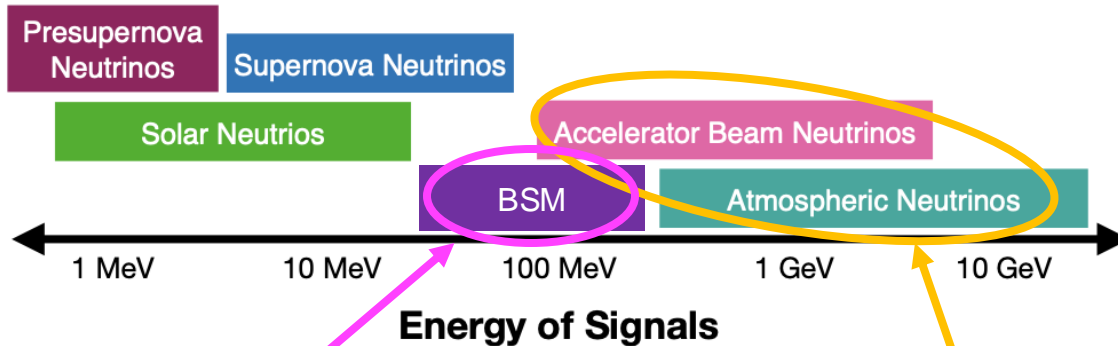 Presupernova
Neutrinos
Supernova Neutrinos
Solar Neutrios
Accelerator Beam Neutrinos
BSM
Atmospheric Neutrinos
1 MeV 10 MeV 100 MeV 1 GeV 10 GeV
Energy of Signals